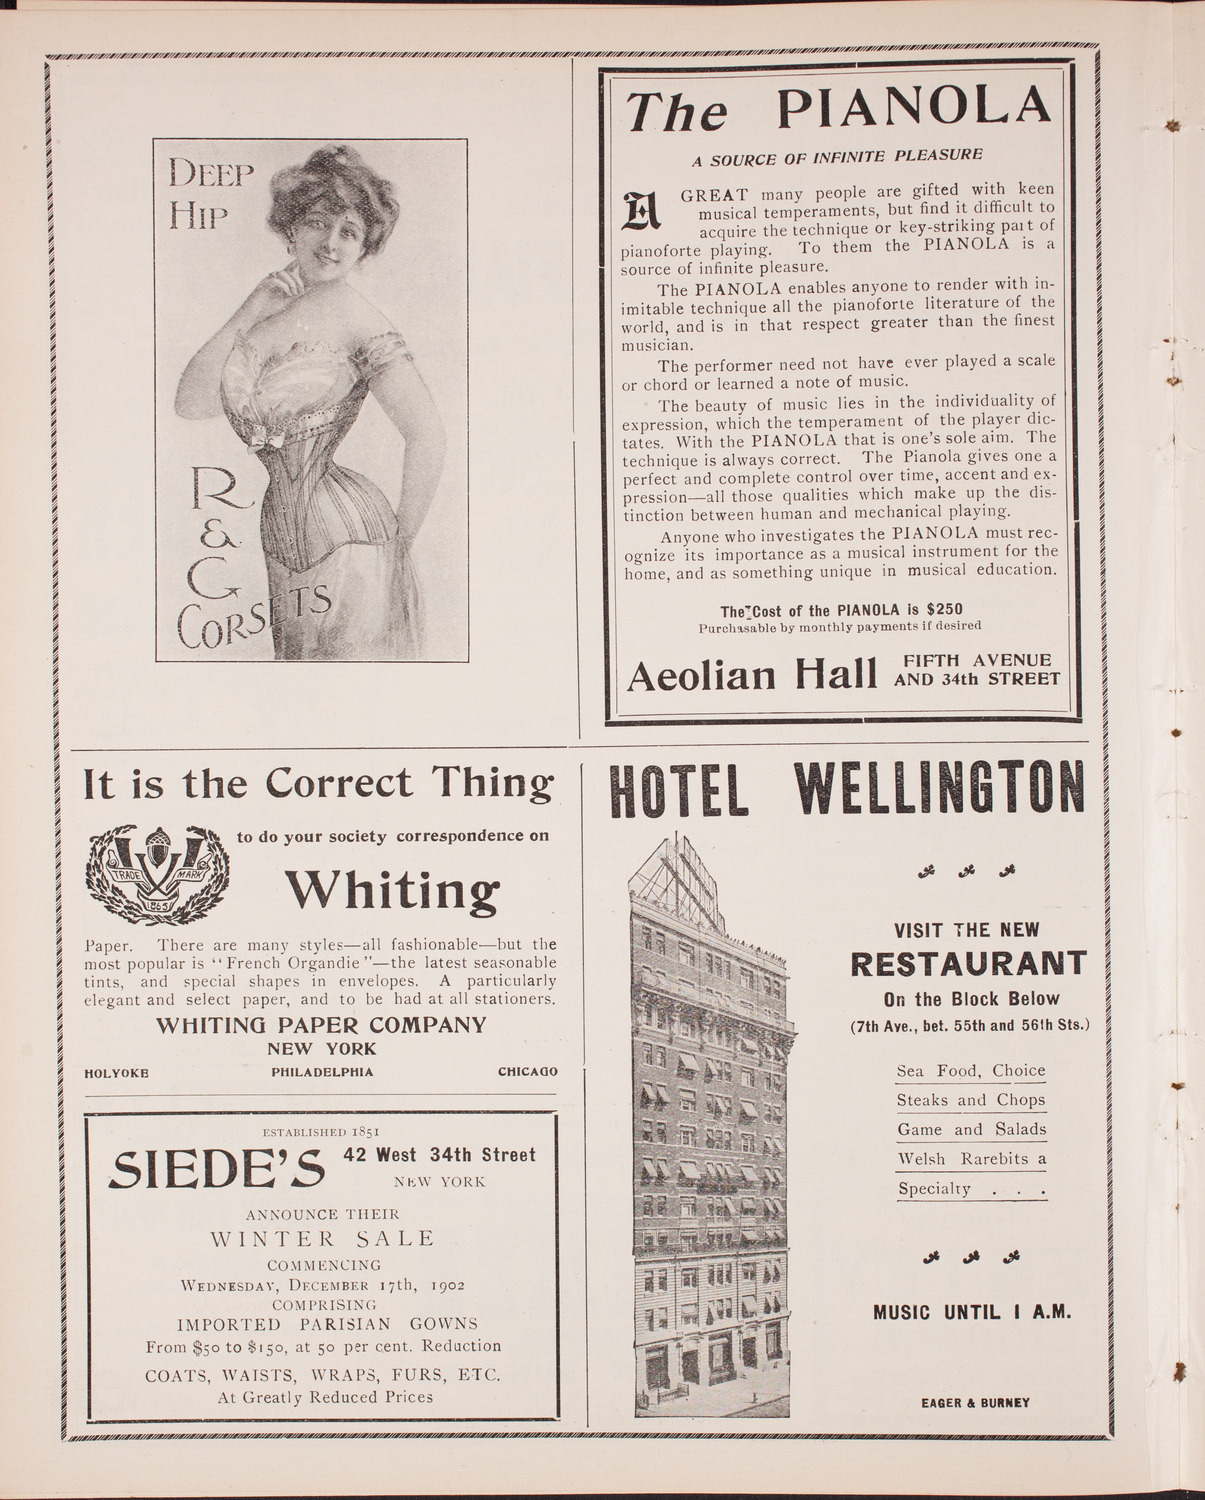 DEEP
HIP
R
&
G
CORSETS
The PIANOLA
A SOURCE OF INFINITE PLEASURE
A GREAT many people are gifted with keen
musical temperaments, but find it difficult to
acquire the technique or key-striking part of
pianoforte playing. To them the PIANOLA is a
source of infinite pleasure.
The PIANOLA enables anyone to render with in-
imitable technique all the pianoforte literature of the
world, and is in that respect greater than the finest
musician.
The performer need not have ever played a scale
or chord or learned a note of music.
The beauty of music lies in the individuality of
expression, which the temperament of the player dic-
tates. With the PIANOLA that is one's sole aim. The
technique is always correct. The Pianola gives one a
perfect and complete control over time, accent and ex-
pression—all those qualities which make up the dis-
tinction between human and mechanical playing.
Anyone who investigates the PIANOLA must rec-
ognize its importance as a musical instrument for the
home, and as something unique in musical education.
The Cost of the PIANOLA is $250
Purchasable by monthly payments if desired
Aeolian Hall FIFTH AVENUE
AND 34th STREET
It is the Correct Thing
to do your society correspondence on
TRADE MARK
1865
Whiting
Paper. There are many styles—all fashionable—but the
most popular is "French Organdie"—the latest seasonable
tints, and special shapes in envelopes. A particularly
elegant and select paper, and to be had at all stationers.
WHITING PAPER COMPANY
NEW YORK
HOLYOKE PHILADELPHIA CHICAGO
ESTABLISHED 1851
SIEDE'S 42 West 34th Street
NEW YORK
ANNOUNCE THEIR
WINTER SALE
COMMENCING
WEDNESDAY, DECEMBER 17th, 1902
COMPRISING
IMPORTED PARISIAN GOWNS
From $50 to $150, at 50 per cent. Reduction
COATS, WAISTS, WRAPS, FURS, ETC.
At Greatly Reduced Prices
HOTEL WELLINGTON
VISIT THE NEW
RESTAURANT
On the Block Below
(7th Ave., bet. 55th and 56th Sts.)
Sea Food, Choice
Steaks and Chops
Game and Salads
Welsh Rarebits a
Specialty . . .
MUSIC UNTIL 1 A.M.
EAGER & BURNEY